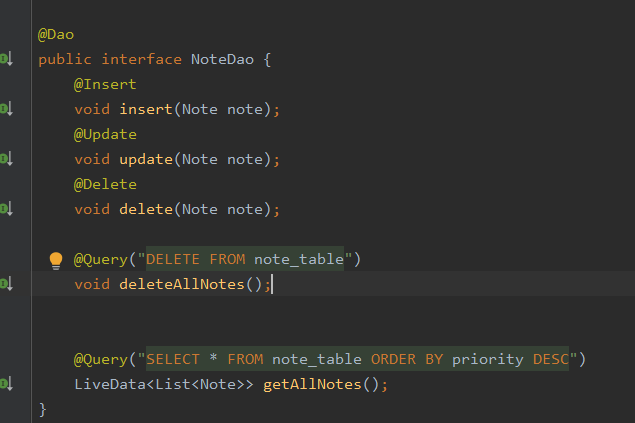 @Dao
public interface NoteDao {
    @Insert
    void insert(Note note);
    @Update
    void update(Note note);
    @Delete
    void delete(Note note);
    @Query("DELETE FROM note_table")
    void deleteAllNotes();
    @Query("SELECT * FROM note_table ORDER BY priority DESC")
    LiveData<List<Note>> getAllNotes();
}